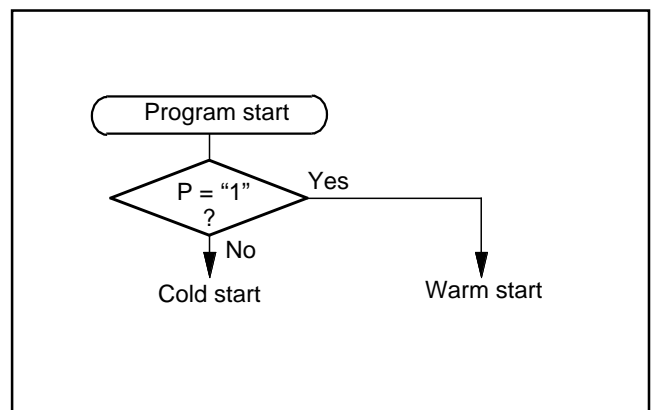 Program start
P = “1”
?
Yes
No
Cold start
Warm start